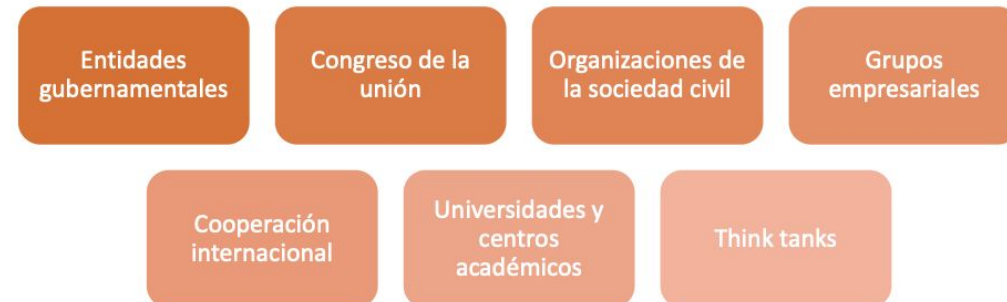 Entidades
gubernamentales
Congreso de la
unión
Organizaciones de
la sociedad civil
Grupos
empresariales
Cooperación
internacional
Universidades y
centros
académicos
Think tanks